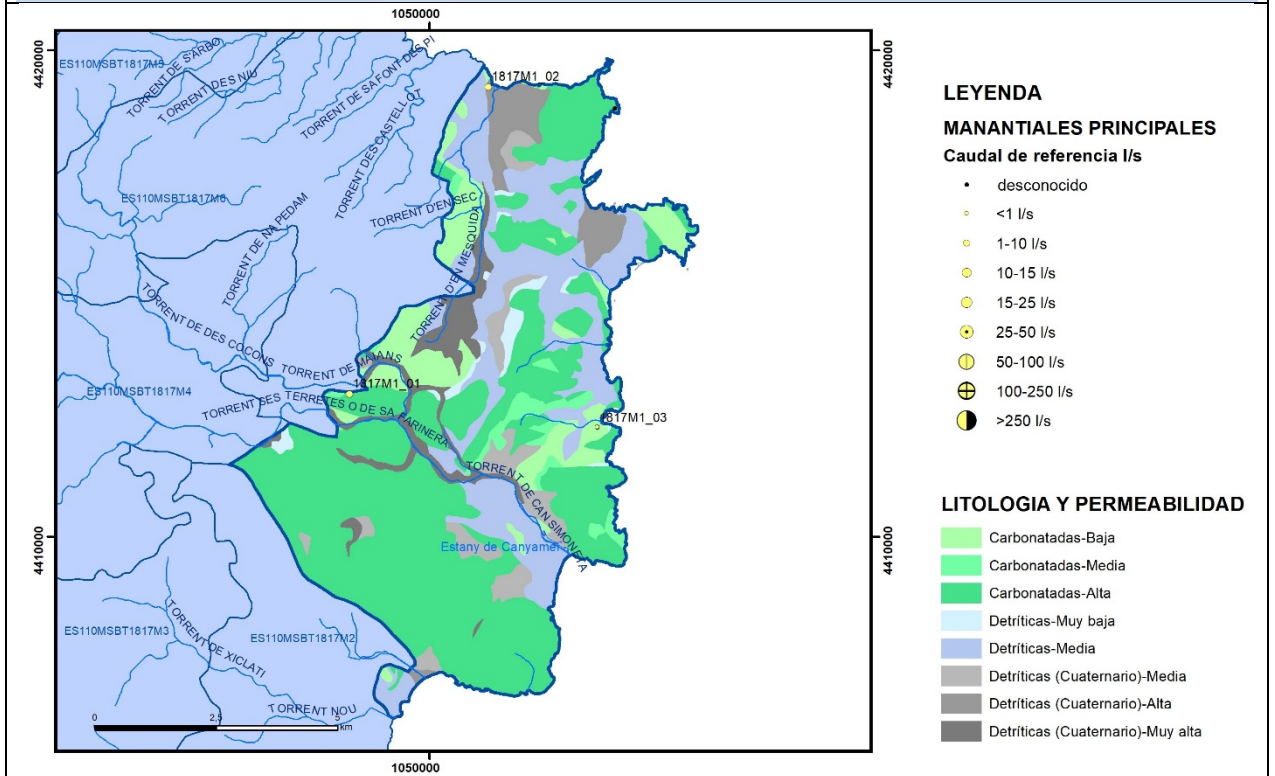 1050000
4420000
4420000
ES110MSBT1817M5
TORRENT DE S'ARBO
TORRENT DES NIU
TORRENT DE SA FONT DES PI
1817M1_02
TORRENT DES CASTELLOT
ES110MSBT1817M6
TORRENT DE NA PEDAM
TORRENT D'EN SEC
TORRENT D'EN MESQUIDA
TORRENT DE DES COCONS
TORRENT DE MAIANS
1817M1_01
ES110MSBT1817M4
TORRENT SES TERRETES O DE SA FARINERA
1817M1_03
TORRENT DE CAN SIMONETA
Estany de Canyamel
4410000
4410000
ES110MSBT1817M3
TORRENT DE XICLATI
ES110MSBT1817M2
TORRENT NOU
0 2,5 5
km
1050000
LEYENDA
MANANTIALES PRINCIPALES
Caudal de referencia l/s
desconocido
<1 l/s
1-10 l/s
10-15 l/s
15-25 l/s
25-50 l/s
50-100 l/s
100-250 l/s
>250 l/s
LITOLOGIA Y PERMEABILIDAD
Carbonatadas-Baja
Carbonatadas-Media
Carbonatadas-Alta
Detríticas-Muy baja
Detríticas-Media
Detríticas (Cuaternario)-Media
Detríticas (Cuaternario)-Alta
Detríticas (Cuaternario)-Muy alta